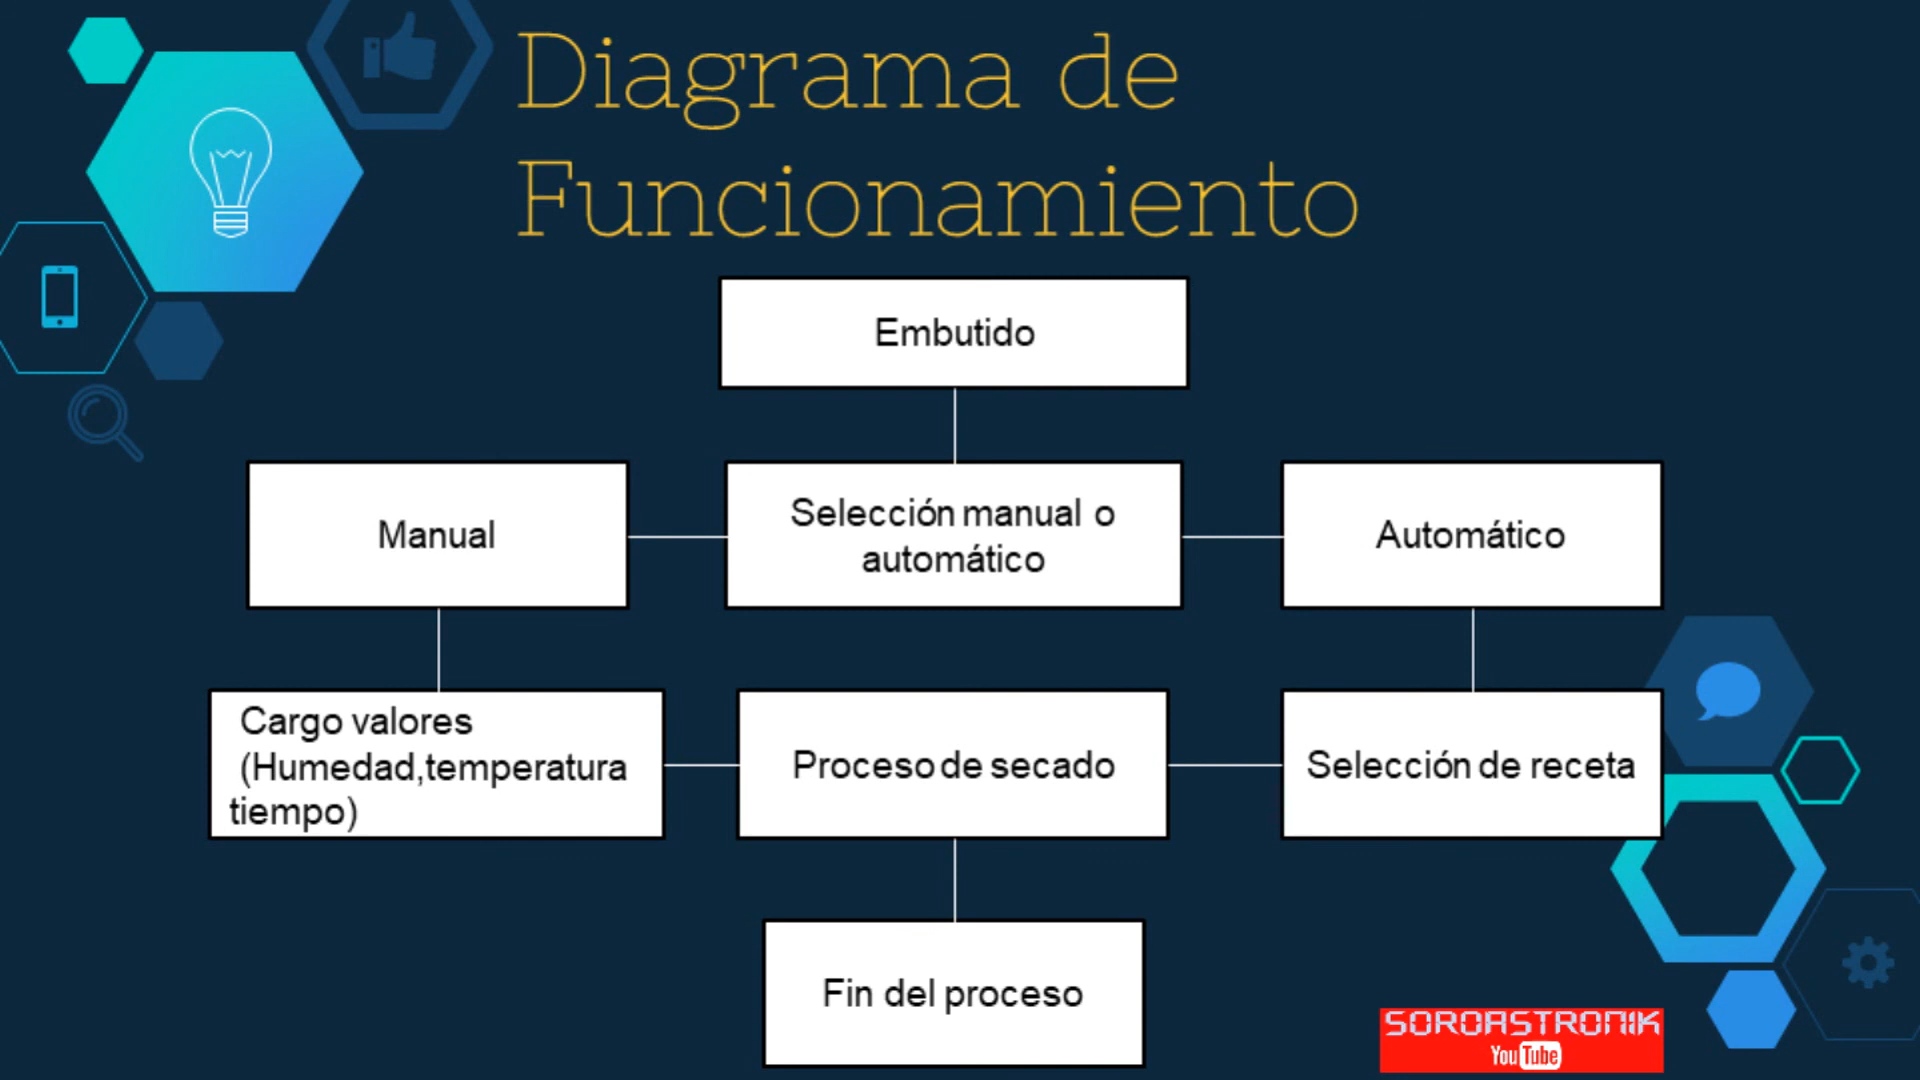 Diagrama de
Funcionamiento
Embutido
Manual
Selección manual o
automático
Automático
Cargo valores
(Humedad,temperatura
tiempo)
Proceso de secado
Selección de receta
Fin del proceso
SOROASTRONIK
YouTube